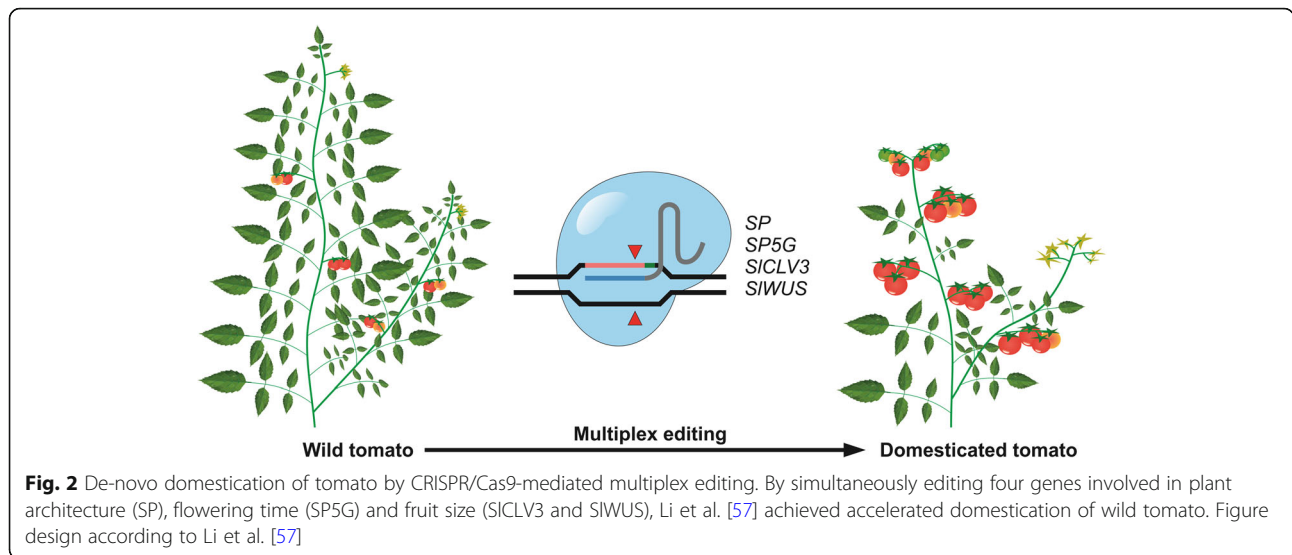 SP
SP5G
SlCLV3
SlWUS
Multiplex editing
Wild tomato
Domesticated tomato
Fig. 2 De-novo domestication of tomato by CRISPR/Cas9-mediated multiplex editing. By simultaneously editing four genes involved in plant
architecture (SP), flowering time (SP5G) and fruit size (SlCLV3 and SlWUS), Li et al. [57] achieved accelerated domestication of wild tomato. Figure
design according to Li et al. [57]